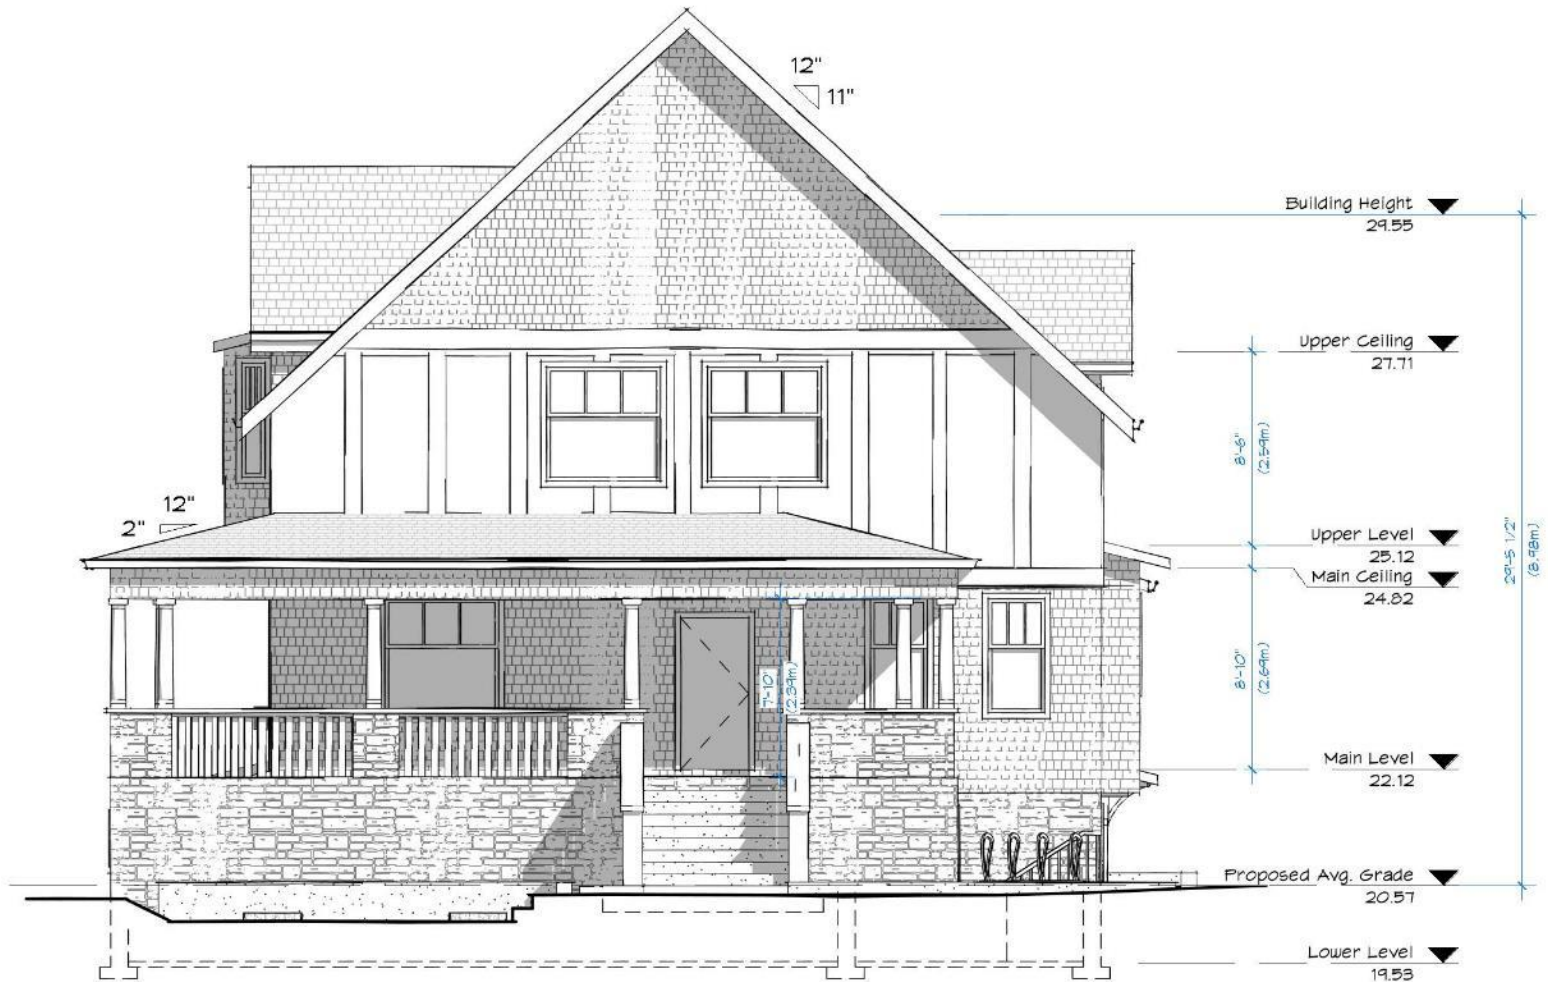 12"
11"
Building Height
29.55
Upper Ceiling
27.71
8'-6"
(2.59m)
12"
2"
Upper Level
25.12
Main Ceiling
24.82
29'-5 1/2"
(8.98m)
8'-10"
(2.69m)
7'-10"
(2.39m)
Main Level
22.12
Proposed Avg. Grade
20.57
Lower Level
19.53